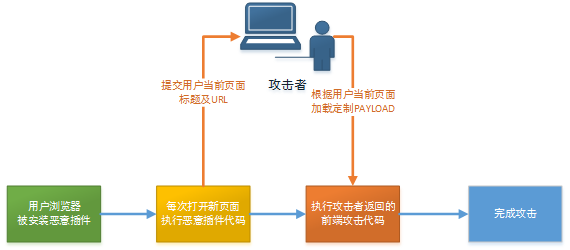 提交用户当前页面
标题及URL
攻击者
根据用户当前页面
加载定制PAYLOAD
用户浏览器
被安装恶意插件
每次打开新页面
执行恶意插件代码
执行攻击者返回的
前端攻击代码
完成攻击